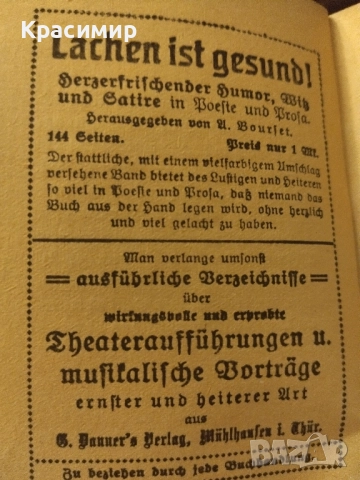 Красимир
Lachen ist gesund!
Herzerfrischender Humor, Witz
und Satire in Poesie und Prosa.
Herausgegeben von A. Bourset.
144 Seiten. Preis nur 1 Mk.
Der stattliche, mit einem vielfarbigem Umschlag
versehene Band bietet des Lustigen und Heiteren
so viel in Poesie und Prosa, daß niemand das
Buch aus der Hand legen wird, ohne herzlich
und viel gelacht zu haben.
Man verlange umsonst
ausführliche Verzeichnisse
über
wirkungsvolle und erprobte
Theateraufführungen u.
musikalische Vorträge
ernster und heiterer Art
aus
G. Danner's Verlag, Mühlhausen i. Thür.
Zu beziehen durch jede Buchhandlung.
bazar